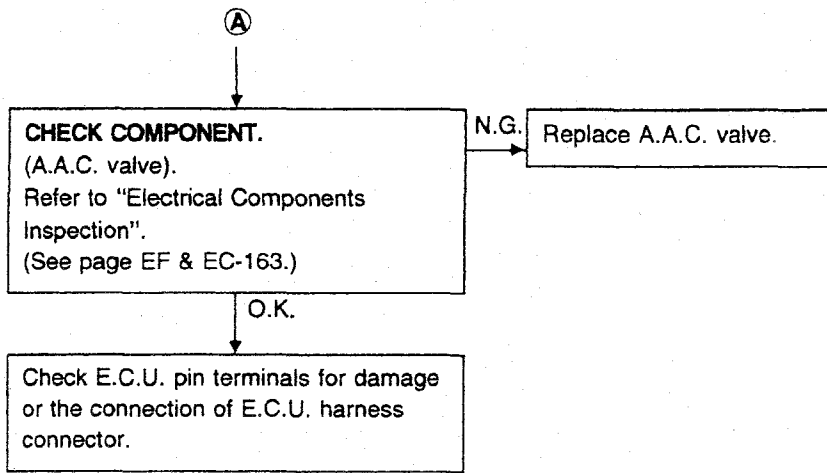 A
CHECK COMPONENT.
(A.A.C. valve).
Refer to "Electrical Components
Inspection".
(See page EF & EC-163.)
N.G.
Replace A.A.C. valve.
O.K.
Check E.C.U. pin terminals for damage
or the connection of E.C.U. harness
connector.